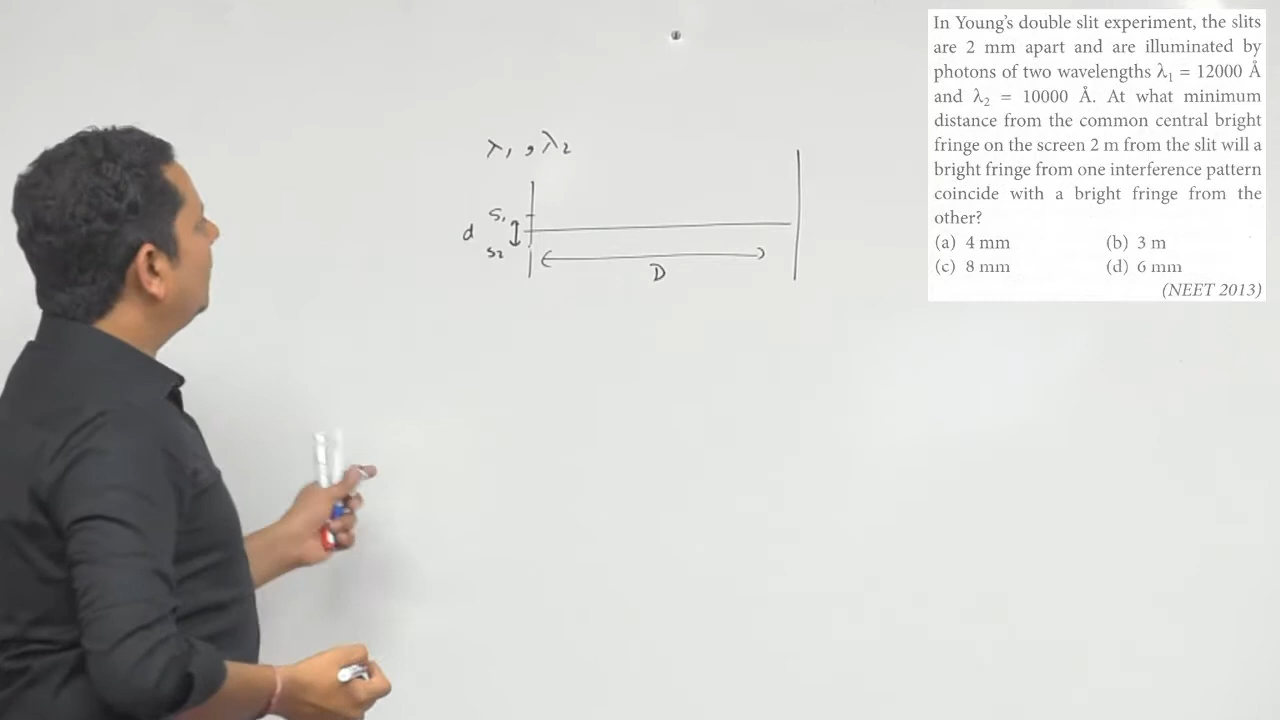 In Young's double slit experiment, the slits
are 2 mm apart and are illuminated by
photons of two wavelengths λ₁ = 12000 Å
and λ₂ = 10000 Å. At what minimum
distance from the common central bright
fringe on the screen 2 m from the slit will a
bright fringe from one interference pattern
coincide with a bright fringe from the
other?
(a) 4 mm (b) 3 m
(c) 8 mm (d) 6 mm
(NEET 2013)
λ₁, λ₂
S₁
d
S₂
D